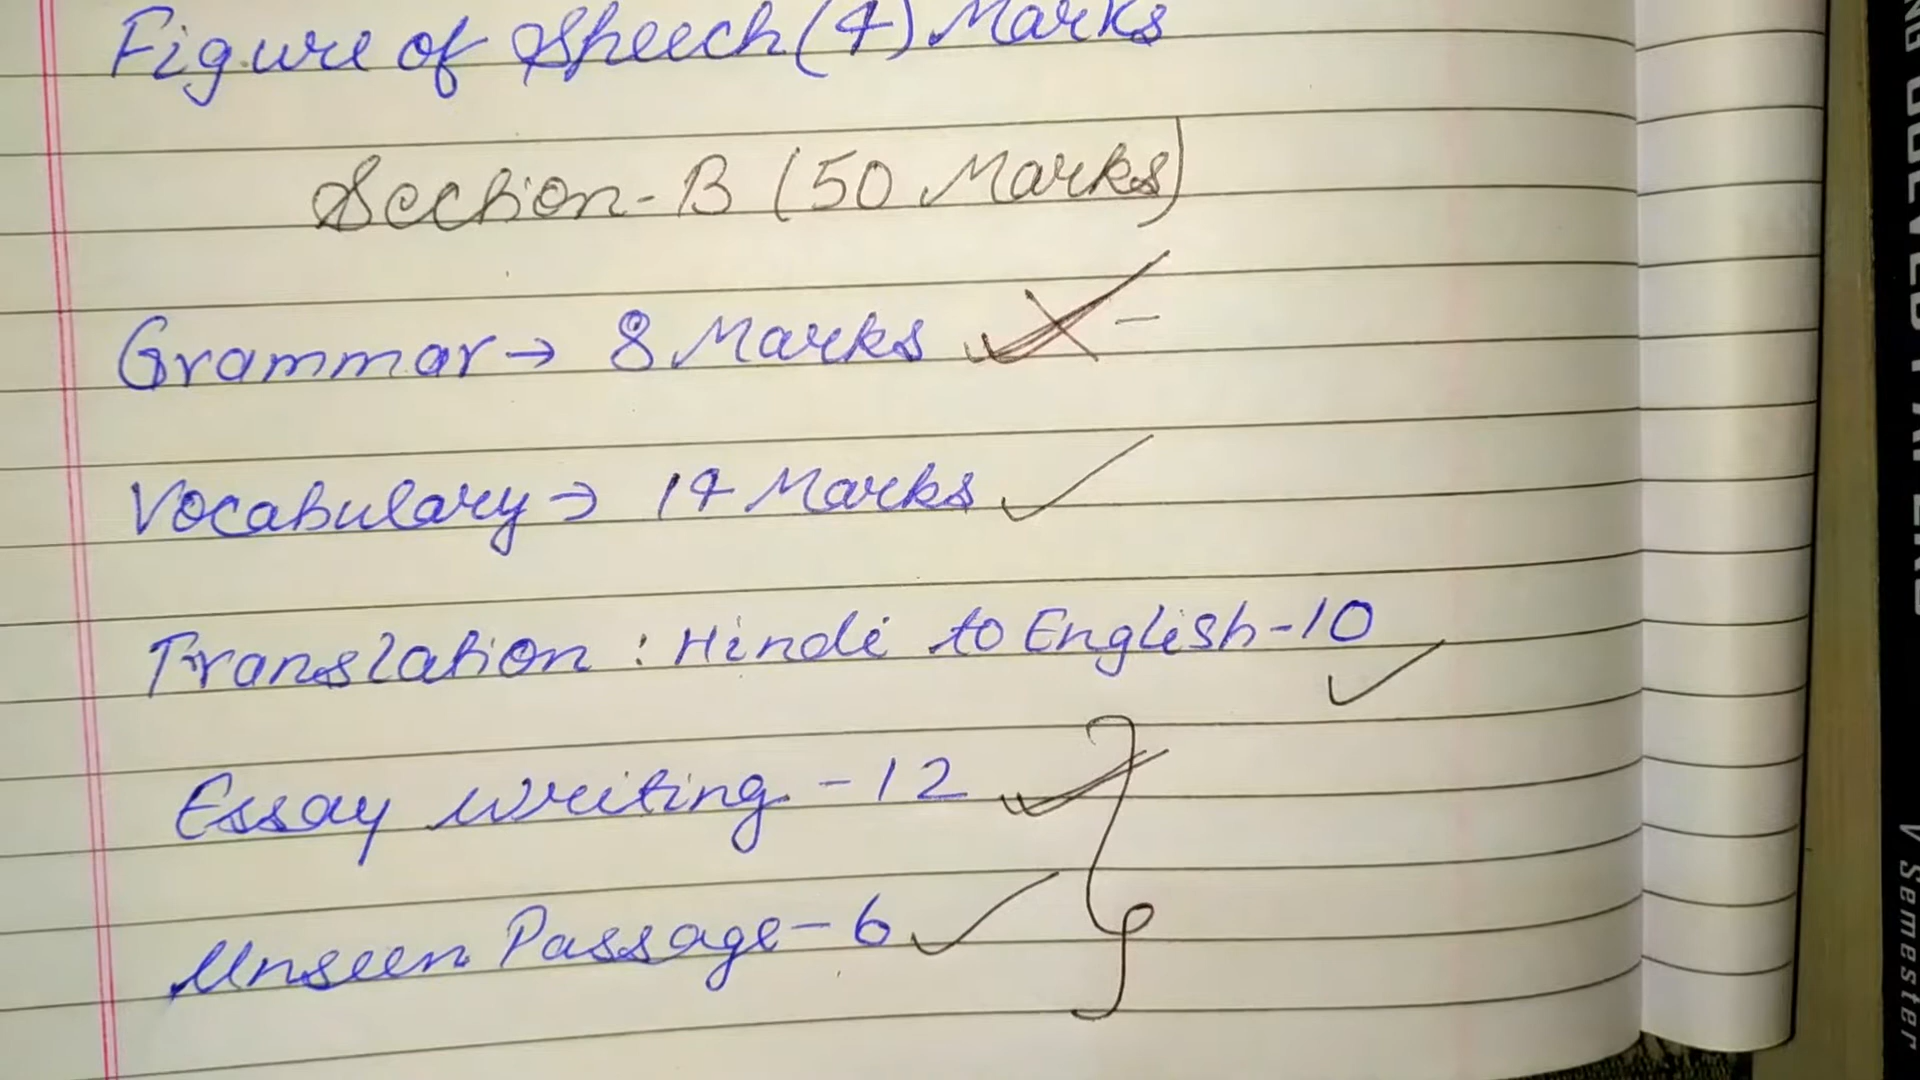 Figure of Speech (4) Marks
Section-B (50 Marks)
Grammar → 8 Marks
Vocabulary → 14 Marks
Translation : Hindi to English-10
Essay writing - 12
Unseen Passage - 6
V Semester